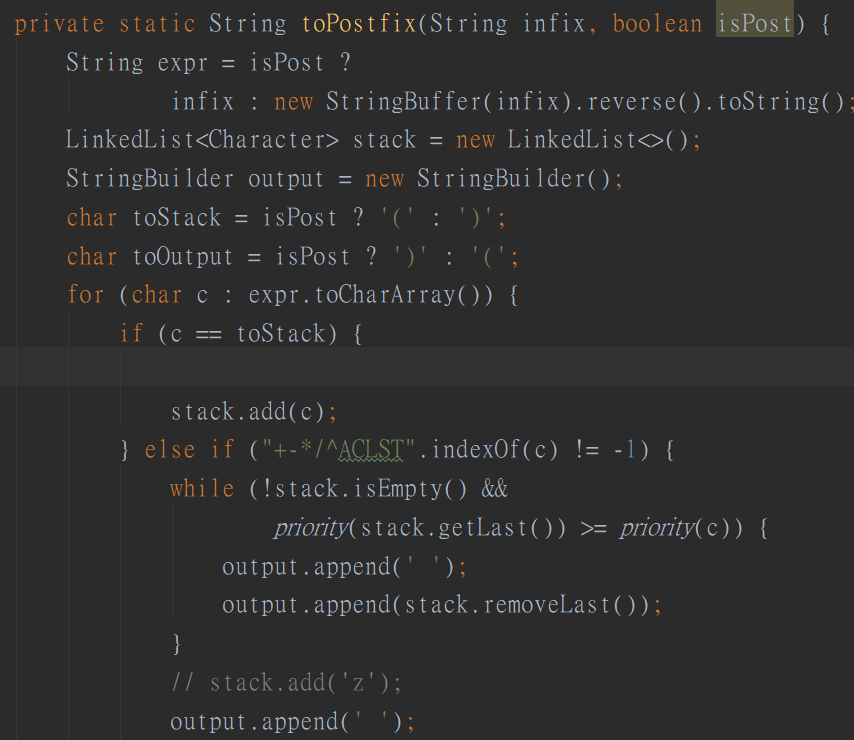 private static String toPostfix(String infix, boolean isPost) {
String expr = isPost ?
infix : new StringBuffer(infix).reverse().toString();
LinkedList<Character> stack = new LinkedList<>();
StringBuilder output = new StringBuilder();
char toStack = isPost ? '(' : ')';
char toOutput = isPost ? ')' : '(';
for (char c : expr.toCharArray()) {
if (c == toStack) {
stack.add(c);
} else if ("+-*/^ACLST".indexOf(c) != -1) {
while (!stack.isEmpty() &&
priority(stack.getLast()) >= priority(c)) {
output.append(' ');
output.append(stack.removeLast());
}
// stack.add('z');
output.append(' ');